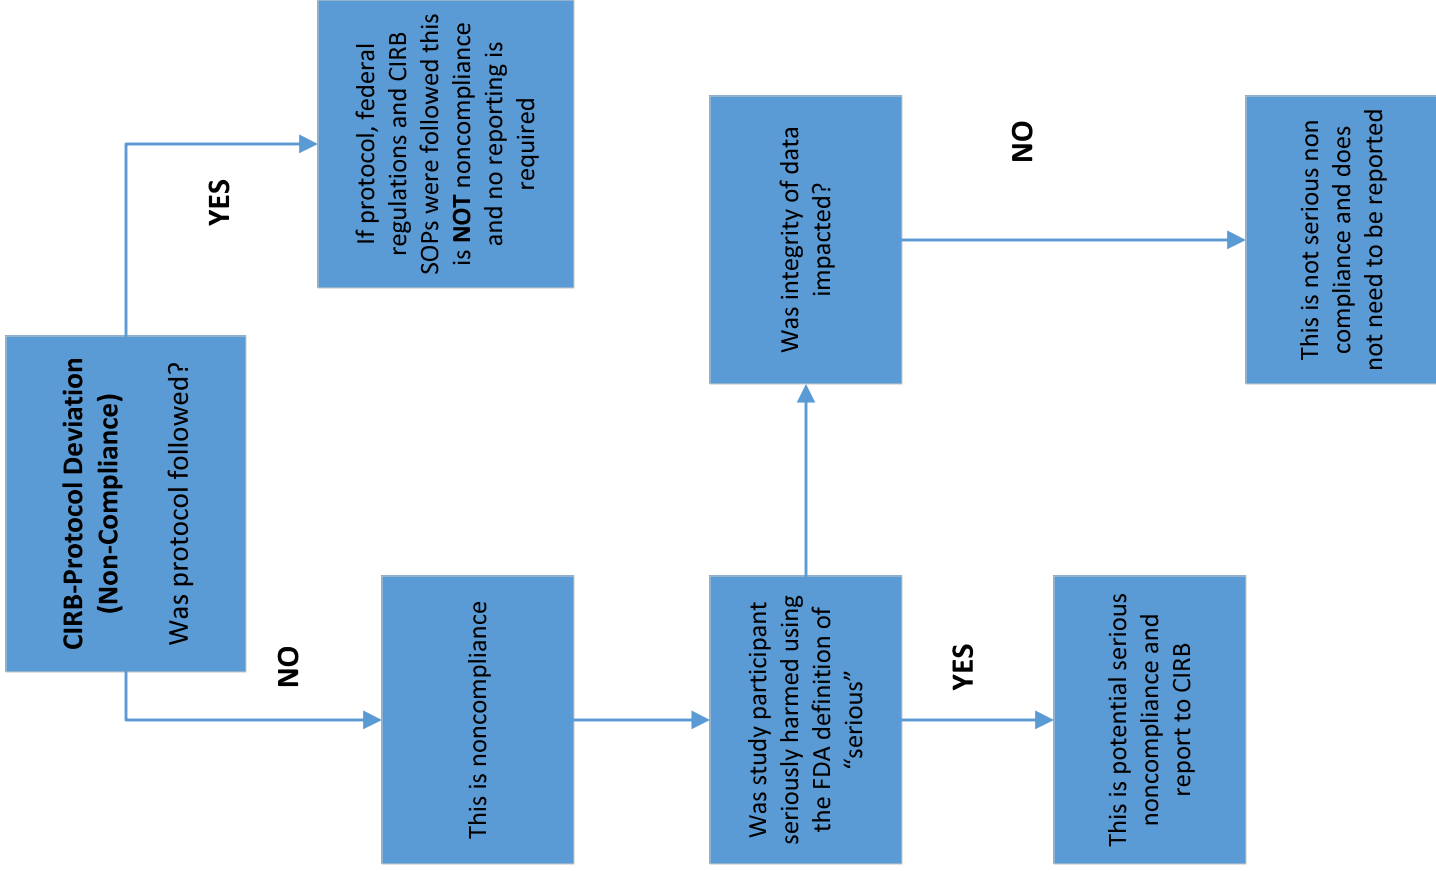 CIRB-Protocol Deviation
(Non-Compliance)
Was protocol followed?
YES
If protocol, federal
regulations and CIRB
SOPs were followed this
is NOT noncompliance
and no reporting is
required
NO
This is noncompliance
Was study participant
seriously harmed using
the FDA definition of
“serious”
YES
This is potential serious
noncompliance and
report to CIRB
Was integrity of data
impacted?
NO
This is not serious non
compliance and does
not need to be reported